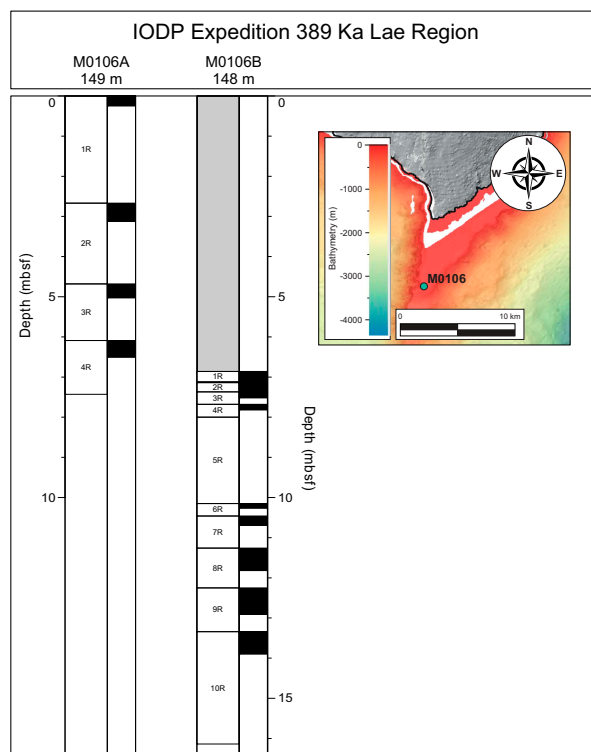 IODP Expedition 389 Ka Lae Region
M0106A
149 m
M0106B
148 m
0
5
10
Depth (mbsf)
1R
2R
3R
4R
1R
2R
3R
4R
5R
6R
7R
8R
9R
10R
0
5
10
15
Depth (mbsf)
0
-1000
-2000
-3000
-4000
Bathymetry (m)
N
W
E
S
M0106
0
10 km